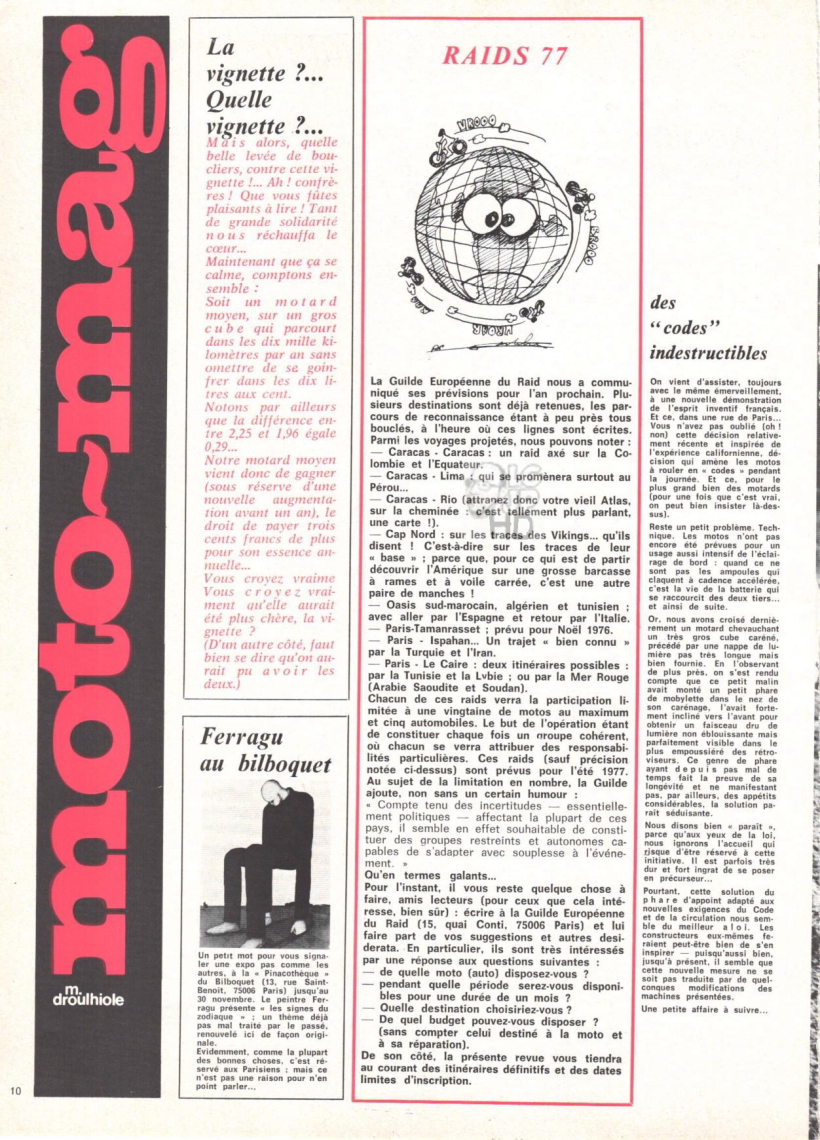 moto~mag
m.
droulhiole
10
La
vignette ?...
Quelle
vignette ?...
Mais alors, quelle
belle levée de bou-
cliers, contre cette vi-
gnette !... Ah ! confrè-
res ! Que vous fûtes
plaisants à lire ! Tant
de grande solidarité
nous réchauffa le
cœur...
Maintenant que ça se
calme, comptons en-
semble :
Soit un motard
moyen, sur un gros
cube qui parcourt
dans les dix mille ki-
lomètres par an sans
omettre de se goin-
frer dans les dix li-
tres aux cent.
Notons par ailleurs
que la différence en-
tre 2,25 et 1,96 égale
0,29...
Notre motard moyen
vient donc de gagner
(sous réserve d'une
nouvelle augmenta-
tion avant un an), le
droit de payer trois
cents francs de plus
pour son essence an-
nuelle...
Vous croyez vraime
Vous croyez vrai-
ment qu'elle aurait
été plus chère, la vi-
gnette ?
(D'un autre côté, faut
bien se dire qu'on au-
rait pu avoir les
deux.)
Ferragu
au bilboquet
Un petit mot pour vous signa-
ler une expo pas comme les
autres, à la « Pinacothèque »
du Bilboquet (13, rue Saint-
Benoit, 75006 Paris) jusqu'au
30 novembre. Le peintre Fer-
ragu présente « les signes du
zodiaque » ; un thème déjà
pas mal traité par le passé,
renouvelé ici de façon origi-
nale.
Evidemment, comme la plupart
des bonnes choses, c'est ré-
servé aux Parisiens ; mais ce
n'est pas une raison pour n'en
point parler...
RAIDS 77
VROOO
VROOO
VROAR
La Guilde Européenne du Raid nous a commu-
niqué ses prévisions pour l'an prochain. Plu-
sieurs destinations sont déjà retenues, les par-
cours de reconnaissance étant à peu près tous
bouclés, à l'heure où ces lignes sont écrites.
Parmi les voyages projetés, nous pouvons noter :
— Caracas - Caracas : un raid axé sur la Co-
lombie et l'Equateur.
— Caracas - Lima ; qui se promènera surtout au
Pérou...
— Caracas - Rio (attrapez donc votre vieil Atlas,
sur la cheminée : c'est tellement plus parlant,
une carte !).
— Cap Nord : sur les traces des Vikings... qu'ils
disent ! C'est-à-dire sur les traces de leur
« base » ; parce que, pour ce qui est de partir
découvrir l'Amérique sur une grosse barcasse
à rames et à voile carrée, c'est une autre
paire de manches !
— Oasis sud-marocain, algérien et tunisien ;
avec aller par l'Espagne et retour par l'Italie.
— Paris-Tamanrasset ; prévu pour Noël 1976.
— Paris - Ispahan... Un trajet « bien connu »
par la Turquie et l'Iran.
— Paris - Le Caire : deux itinéraires possibles :
par la Tunisie et la Lybie ; ou par la Mer Rouge
(Arabie Saoudite et Soudan).
Chacun de ces raids verra la participation li-
mitée à une vingtaine de motos au maximum
et cinq automobiles. Le but de l'opération étant
de constituer chaque fois un groupe cohérent,
où chacun se verra attribuer des responsabi-
lités particulières. Ces raids (sauf précision
notée ci-dessus) sont prévus pour l'été 1977.
Au sujet de la limitation en nombre, la Guilde
ajoute, non sans un certain humour :
« Compte tenu des incertitudes — essentielle-
ment politiques — affectant la plupart de ces
pays, il semble en effet souhaitable de consti-
tuer des groupes restreints et autonomes ca-
pables de s'adapter avec souplesse à l'événe-
ment. »
Qu'en termes galants...
Pour l'instant, il vous reste quelque chose à
faire, amis lecteurs (pour ceux que cela inté-
resse, bien sûr) : écrire à la Guilde Européenne
du Raid (15, quai Conti, 75006 Paris) et lui
faire part de vos suggestions et autres desi-
derata. En particulier, ils sont très intéressés
par une réponse aux questions suivantes :
— de quelle moto (auto) disposez-vous ?
— pendant quelle période serez-vous disponi-
bles pour une durée de un mois ?
— Quelle destination choisiriez-vous ?
— De quel budget pouvez-vous disposer ?
(sans compter celui destiné à la moto et
à sa réparation).
De son côté, la présente revue vous tiendra
au courant des itinéraires définitifs et des dates
limites d'inscription.
des
“codes”
indestructibles
On vient d'assister, toujours
avec le même émerveillement,
à une nouvelle démonstration
de l'esprit inventif français.
Et ce, dans une rue de Paris...
Vous n'avez pas oublié (oh !
non) cette décision relative-
ment récente et inspirée de
l'expérience californienne, dé-
cision qui amène les motos
à rouler en « codes » pendant
la journée. Et ce, pour le
plus grand bien des motards
(pour une fois que c'est vrai,
on peut bien insister là-des-
sus).
Reste un petit problème. Tech-
nique. Les motos n'ont pas
encore été prévues pour un
usage aussi intensif de l'éclai-
rage de bord : quand ce ne
sont pas les ampoules qui
claquent à cadence accélérée,
c'est la vie de la batterie qui
se raccourcit des deux tiers...
et ainsi de suite.
Or, nous avons croisé derniè-
rement un motard chevauchant
un très gros cube caréné,
précédé par une nappe de lu-
mière pas très longue mais
bien fournie. En l'observant
de plus près, on s'est rendu
compte que ce petit malin
avait monté un petit phare
de mobylette dans le nez de
son carénage, l'avait forte-
ment incliné vers l'avant pour
obtenir un faisceau dru de
lumière non éblouissante mais
parfaitement visible dans le
plus empoussiéré des rétro-
viseurs. Ce genre de phare
ayant depuis pas mal de
temps fait la preuve de sa
longévité et ne manifestant
pas, par ailleurs, des appétits
considérables, la solution pa-
rait séduisante.
Nous disons bien « paraît »,
parce qu'aux yeux de la loi,
nous ignorons l'accueil qui
risque d'être réservé à cette
initiative. Il est parfois très
dur et fort ingrat de se poser
en précurseur...
Pourtant, cette solution du
phare d'appoint adapté aux
nouvelles exigences du Code
et de la circulation nous sem-
ble du meilleur aloi. Les
constructeurs eux-mêmes fe-
raient peut-être bien de s'en
inspirer — puisqu'aussi bien,
jusqu'à présent, il semble que
cette nouvelle mesure ne se
soit pas traduite par de quel-
conques modifications des
machines présentées.
Une petite affaire à suivre...